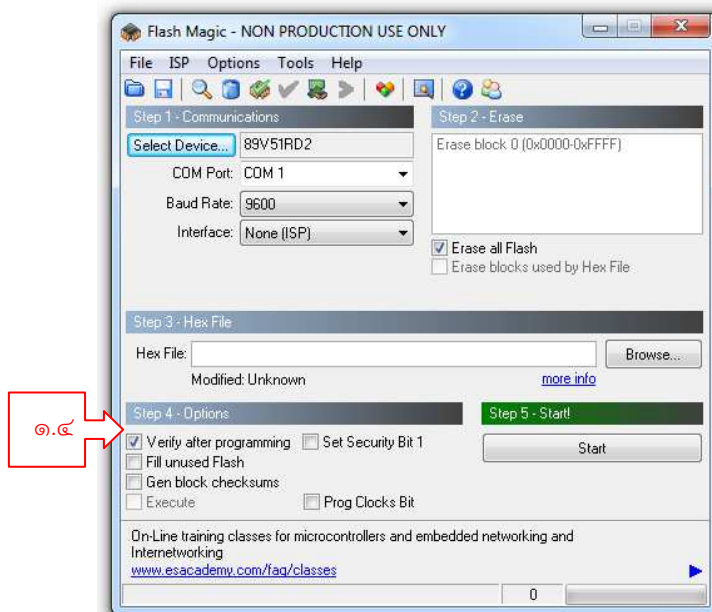 Flash Magic - NON PRODUCTION USE ONLY
File ISP Options Tools Help
Step 1 - Communications
Select Device... 89V51RD2
COM Port: COM 1
Baud Rate: 9600
Interface: None (ISP)
Step 2 - Erase
Erase block 0 (0x0000-0xFFFF)
Erase all Flash
Erase blocks used by Hex File
Step 3 - Hex File
Hex File: Browse...
Modified: Unknown more info
๑.๔
Step 4 - Options
Verify after programming Set Security Bit 1
Fill unused Flash
Gen block checksums
Execute Prog Clocks Bit
Step 5 - Start!
Start
On-Line training classes for microcontrollers and embedded networking and
Internetworking
www.esacademy.com/faq/classes
0